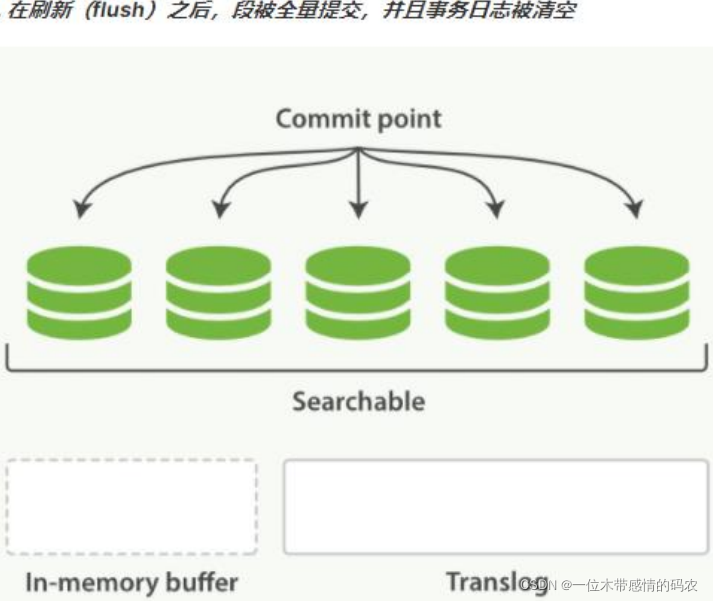 在刷新（flush）之后，段被全量提交，并且事务日志被清空
Commit point
Searchable
In-memory buffer
Translog
CSDN @一位木带感情的码农